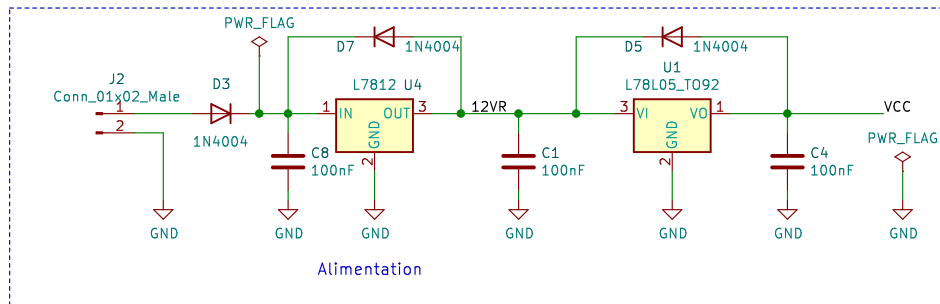 PWR_FLAG
D7
1N4004
D5
1N4004
J2
Conn_01x02_Male
D3
L7812 U4
U1
L78L05_TO92
1
2
1N4004
1
IN
OUT
3
GND
2
12VR
3
VI
VO
1
GND
2
VCC
PWR_FLAG
C8
100nF
C1
100nF
C4
100nF
GND
GND
GND
GND
GND
GND
GND
Alimentation